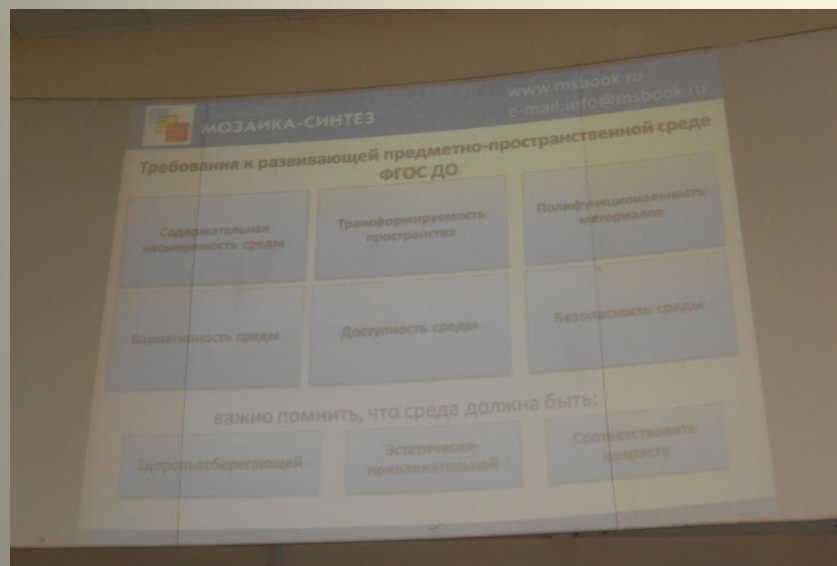 МОЗАИКА-СИНТЕЗ
www.msbook.ru
e-mail:info@msbook.ru
Требования к развивающей предметно-пространственной среде
ФГОС ДО
Содержательная
насыщенность среды
Трансформируемость
пространства
Полифункциональность
материалов
Вариативность среды
Доступность среды
Безопасность среды
важно помнить, что среда должна быть:
Здоровьесберегающей
Эстетически-
привлекательной
Соответствовать
возрасту